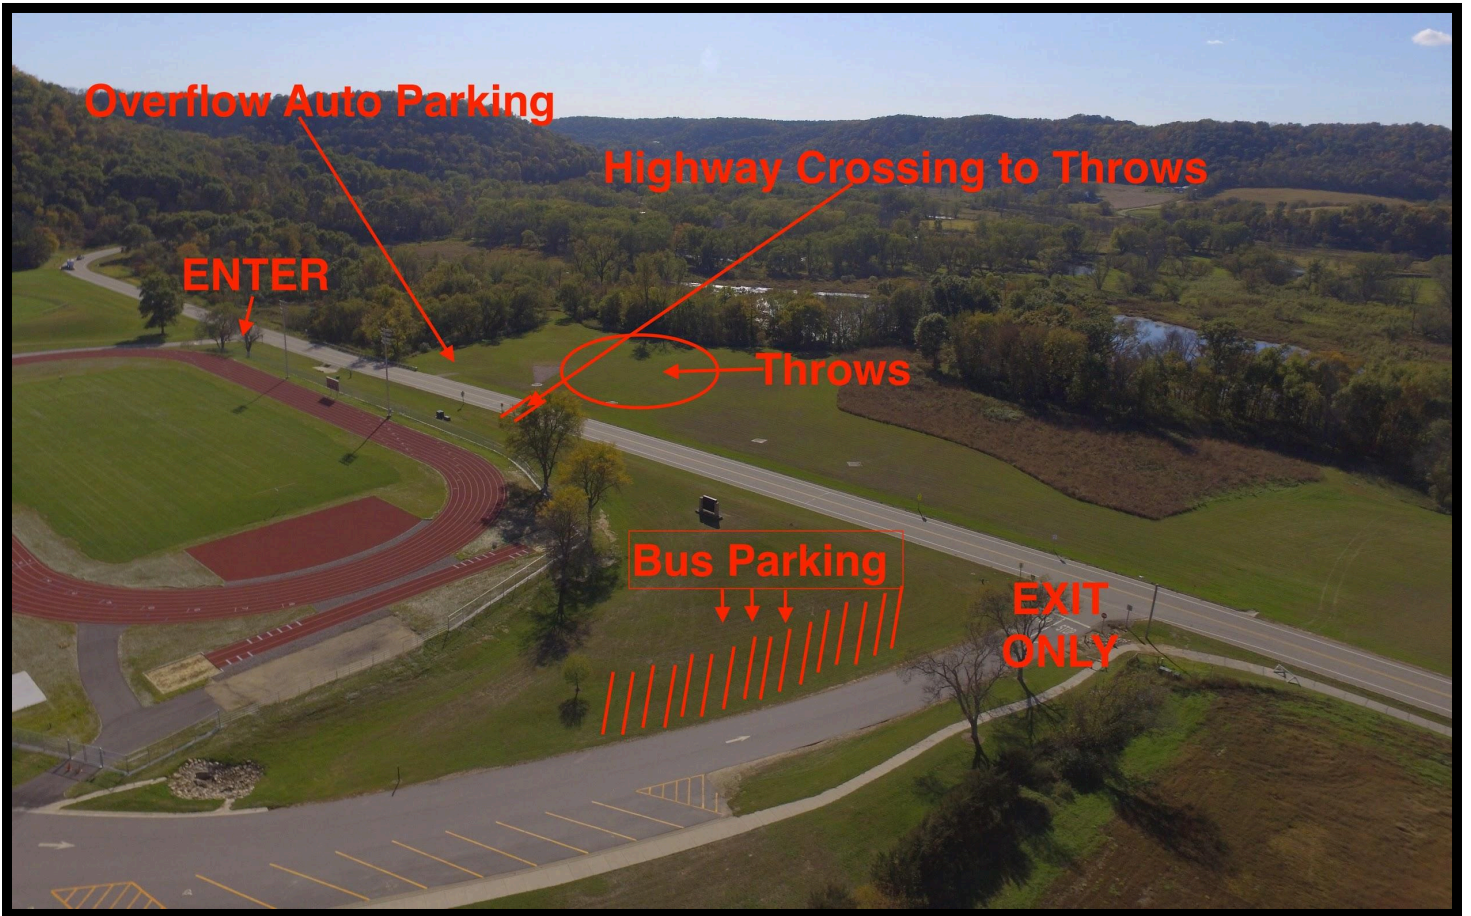 Overflow Auto Parking
Highway Crossing to Throws
ENTER
Throws
Bus Parking
EXIT
ONLY